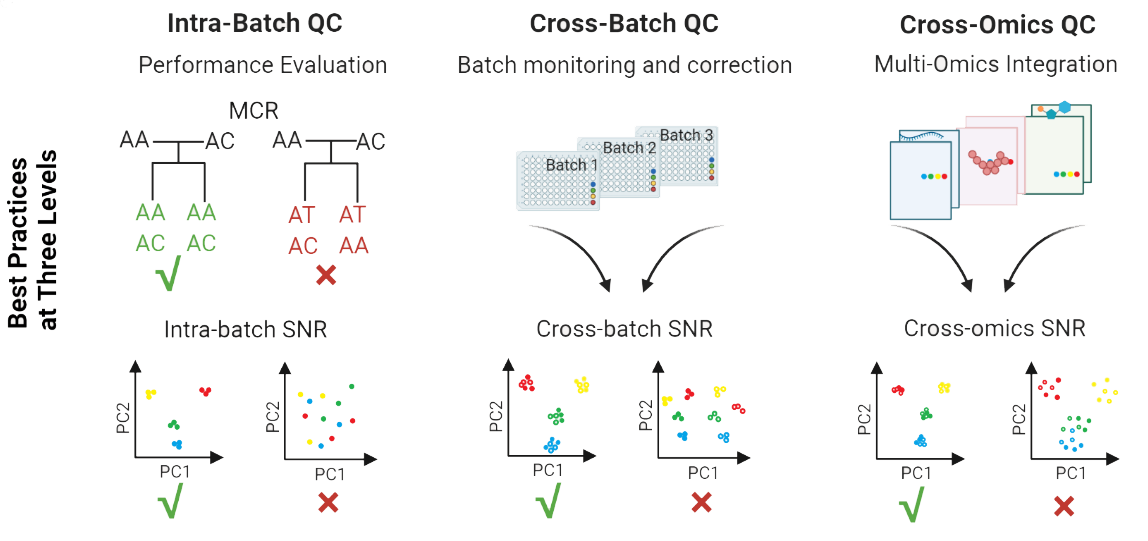 Best Practices
at Three Levels
Intra-Batch QC
Performance Evaluation
MCR
AA AC AA AC
AA AA AT AT
AC AC AC AA
Intra-batch SNR
PC2
PC1
PC2
PC1
Cross-Batch QC
Batch monitoring and correction
Batch 1
Batch 2
Batch 3
Cross-batch SNR
PC2
PC1
PC2
PC1
Cross-Omics QC
Multi-Omics Integration
Cross-omics SNR
PC2
PC1
PC2
PC1